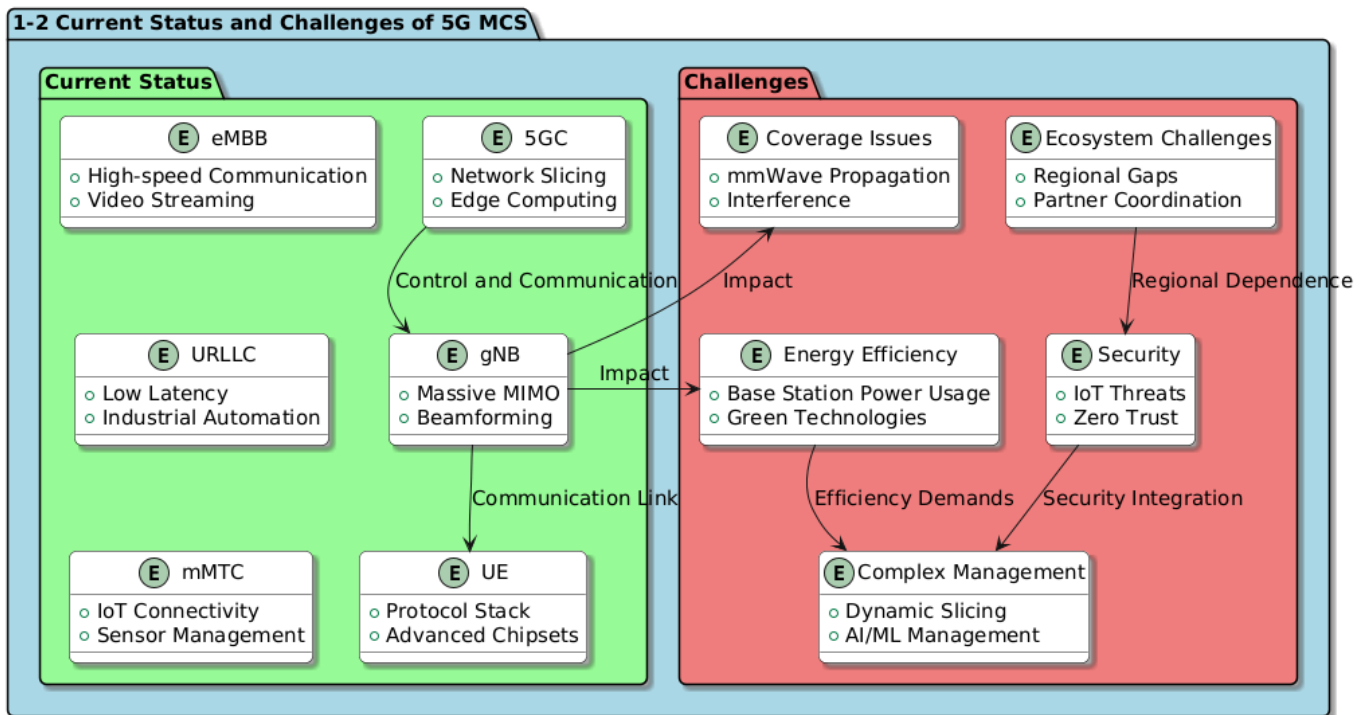 1-2 Current Status and Challenges of 5G MCS
Current Status
E eMBB
High-speed Communication
Video Streaming
E 5GC
Network Slicing
Edge Computing
Control and Communication
E URLLC
Low Latency
Industrial Automation
E gNB
Massive MIMO
Beamforming
Communication Link
E mMTC
IoT Connectivity
Sensor Management
E UE
Protocol Stack
Advanced Chipsets
Impact
Impact
Challenges
E Coverage Issues
mmWave Propagation
Interference
E Ecosystem Challenges
Regional Gaps
Partner Coordination
Regional Dependence
E Energy Efficiency
Base Station Power Usage
Green Technologies
E Security
IoT Threats
Zero Trust
Efficiency Demands
Security Integration
E Complex Management
Dynamic Slicing
AI/ML Management